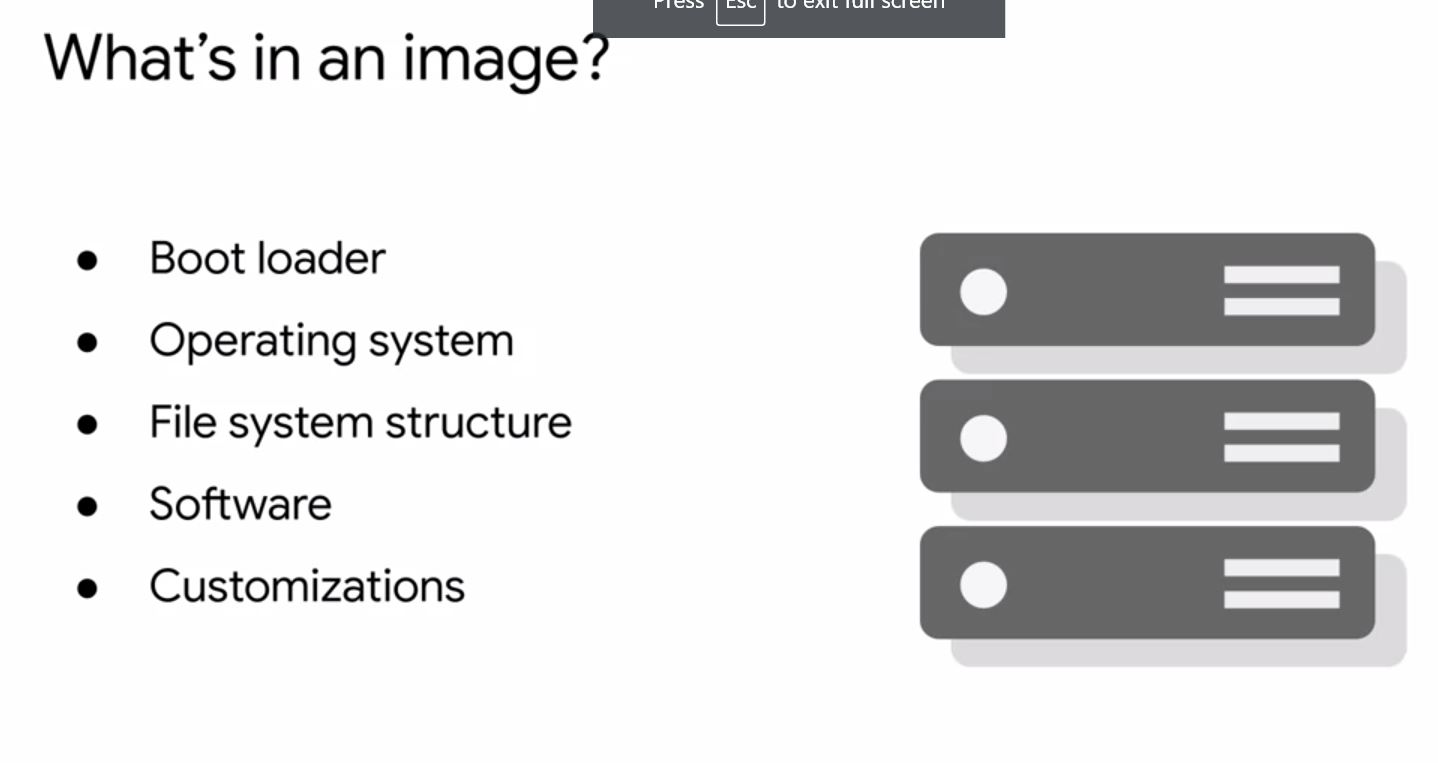 Press Esc to exit full screen
What’s in an image?
● Boot loader
● Operating system
● File system structure
● Software
● Customizations